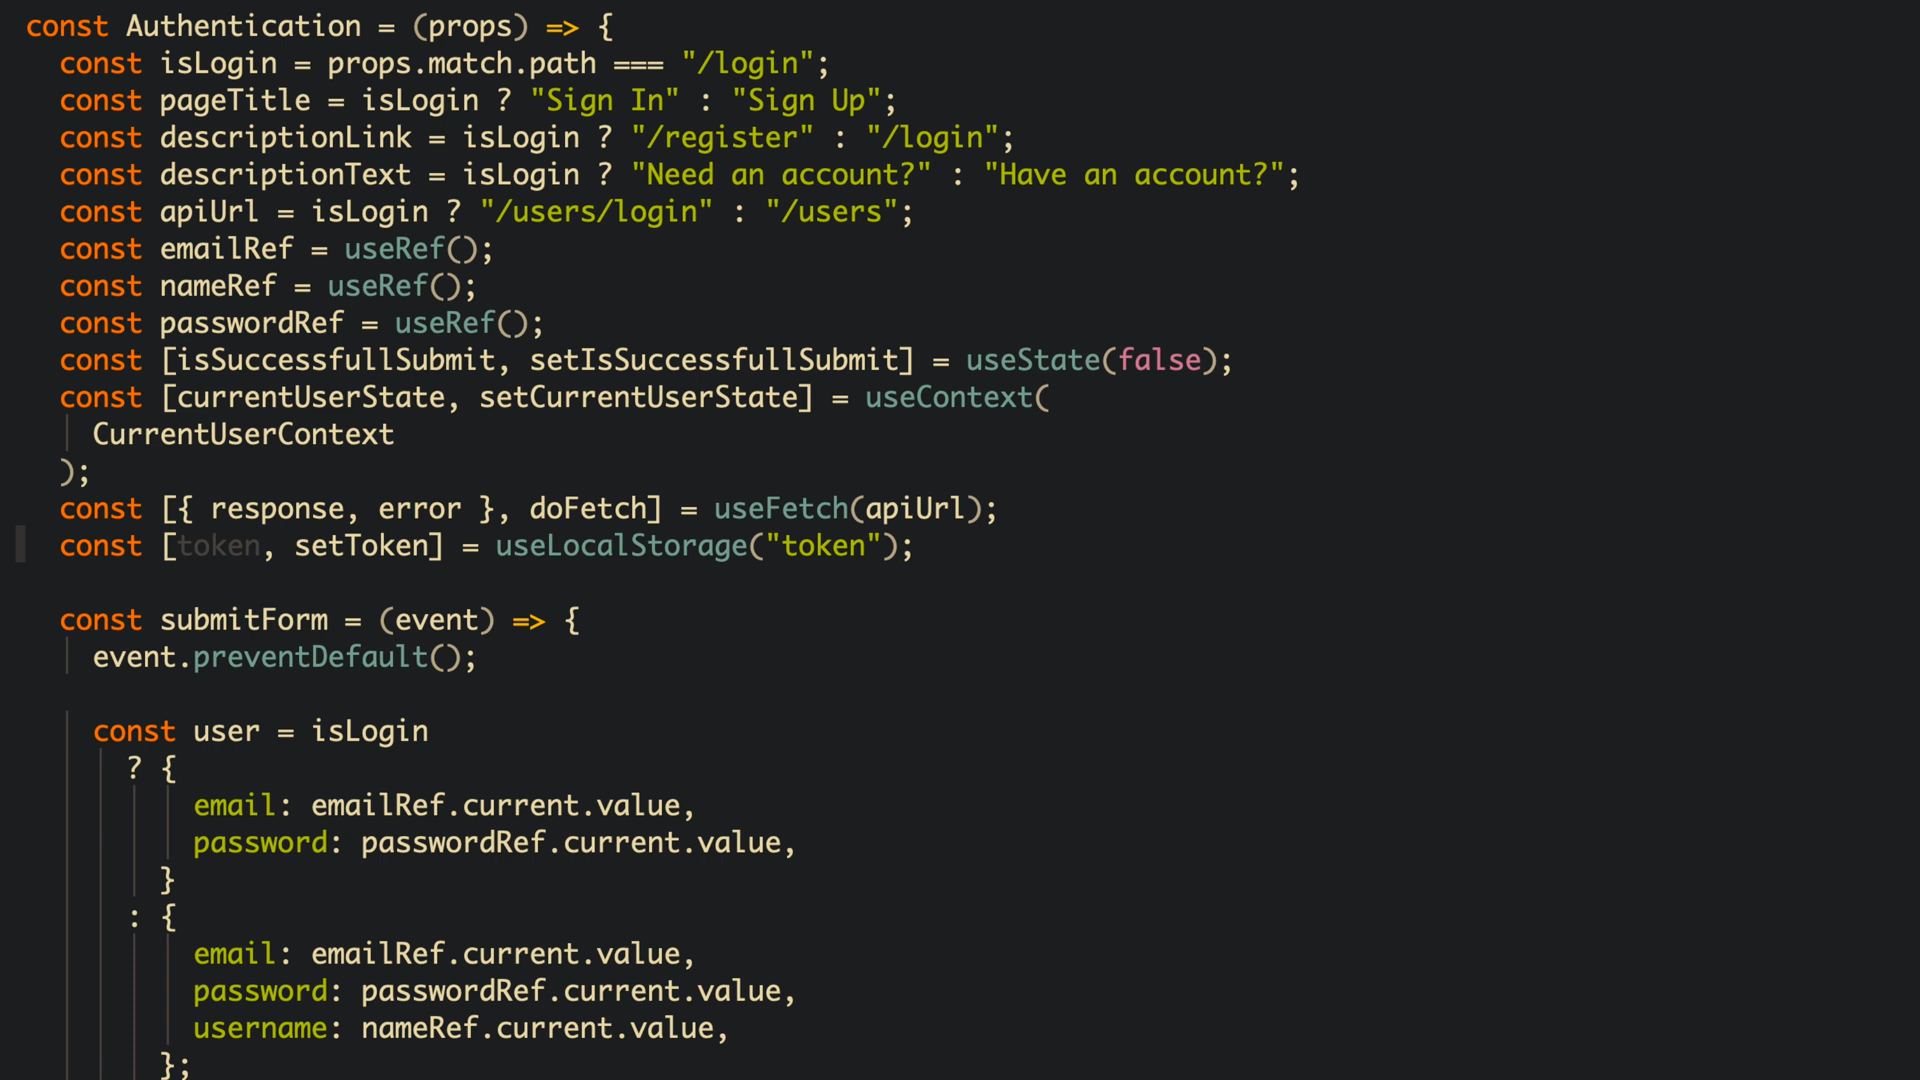 const Authentication = (props) => {
  const isLogin = props.match.path === "/login";
  const pageTitle = isLogin ? "Sign In" : "Sign Up";
  const descriptionLink = isLogin ? "/register" : "/login";
  const descriptionText = isLogin ? "Need an account?" : "Have an account?";
  const apiUrl = isLogin ? "/users/login" : "/users";
  const emailRef = useRef();
  const nameRef = useRef();
  const passwordRef = useRef();
  const [isSuccessfullSubmit, setIsSuccessfullSubmit] = useState(false);
  const [currentUserState, setCurrentUserState] = useContext(
    CurrentUserContext
  );
  const [{ response, error }, doFetch] = useFetch(apiUrl);
  const [token, setToken] = useLocalStorage("token");

  const submitForm = (event) => {
    event.preventDefault();

    const user = isLogin
      ? {
          email: emailRef.current.value,
          password: passwordRef.current.value,
        }
      : {
          email: emailRef.current.value,
          password: passwordRef.current.value,
          username: nameRef.current.value,
        };